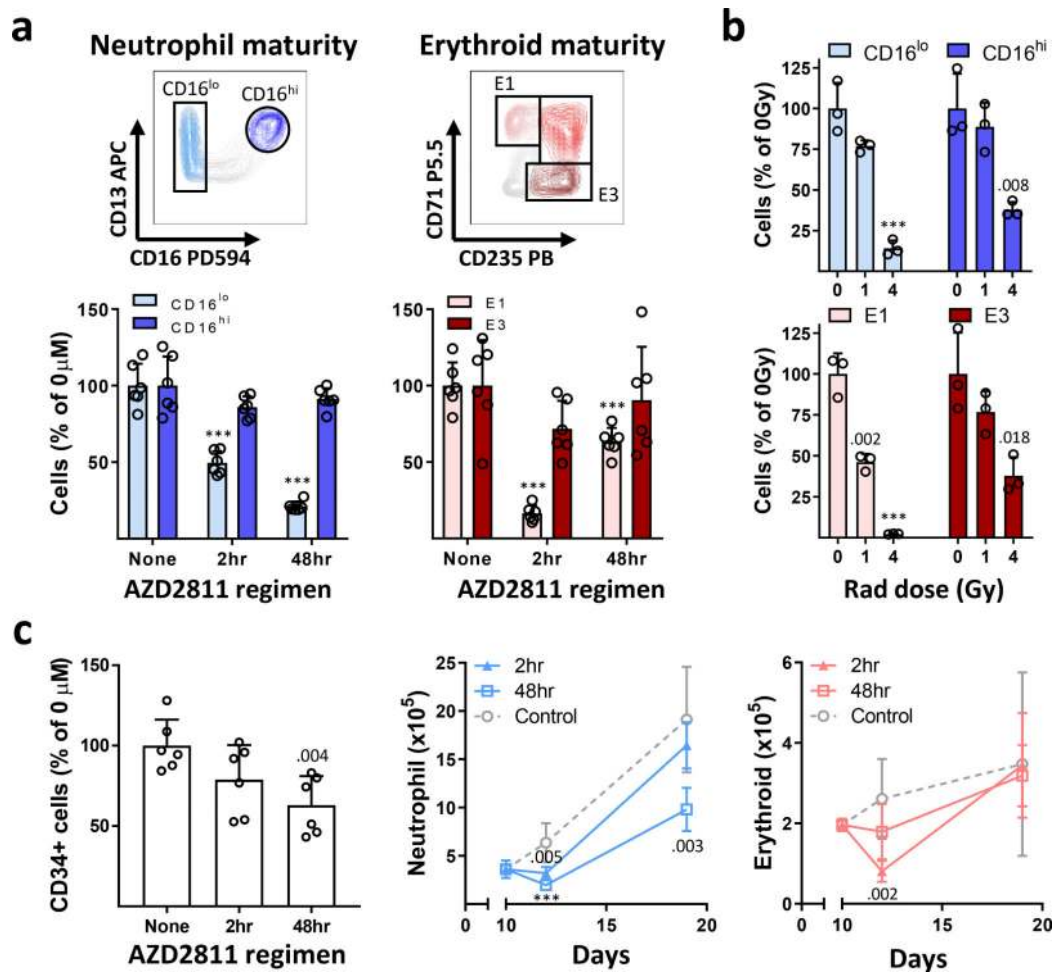 a
Neutrophil maturity
CD16lo
CD16hi
CD13 APC
CD16 PD594
Erythroid maturity
E1
E3
CD71 P5.5
CD235 PB
CD16lo
CD16hi
150
100
50
Cells (% of 0µM)
***
***
None 2hr 48hr
AZD2811 regimen
E1
E3
150
100
50
***
***
None 2hr 48hr
AZD2811 regimen
b
CD16lo CD16hi
125
100
75
50
25
Cells (% of 0Gy)
***
.008
0 1 4 0 1 4
E1 E3
125
100
75
50
25
Cells (% of 0Gy)
.002
***
.018
0 1 4 0 1 4
Rad dose (Gy)
c
150
100
50
CD34+ cells (% of 0 µM)
.004
None 2hr 48hr
AZD2811 regimen
2hr
48hr
Control
25
20
15
10
5
Neutrophil (x10⁵)
.005
***
.003
0 10 15 20
Days
2hr
48hr
Control
6
4
2
0
Erythroid (x10⁵)
.002
0 10 15 20
Days